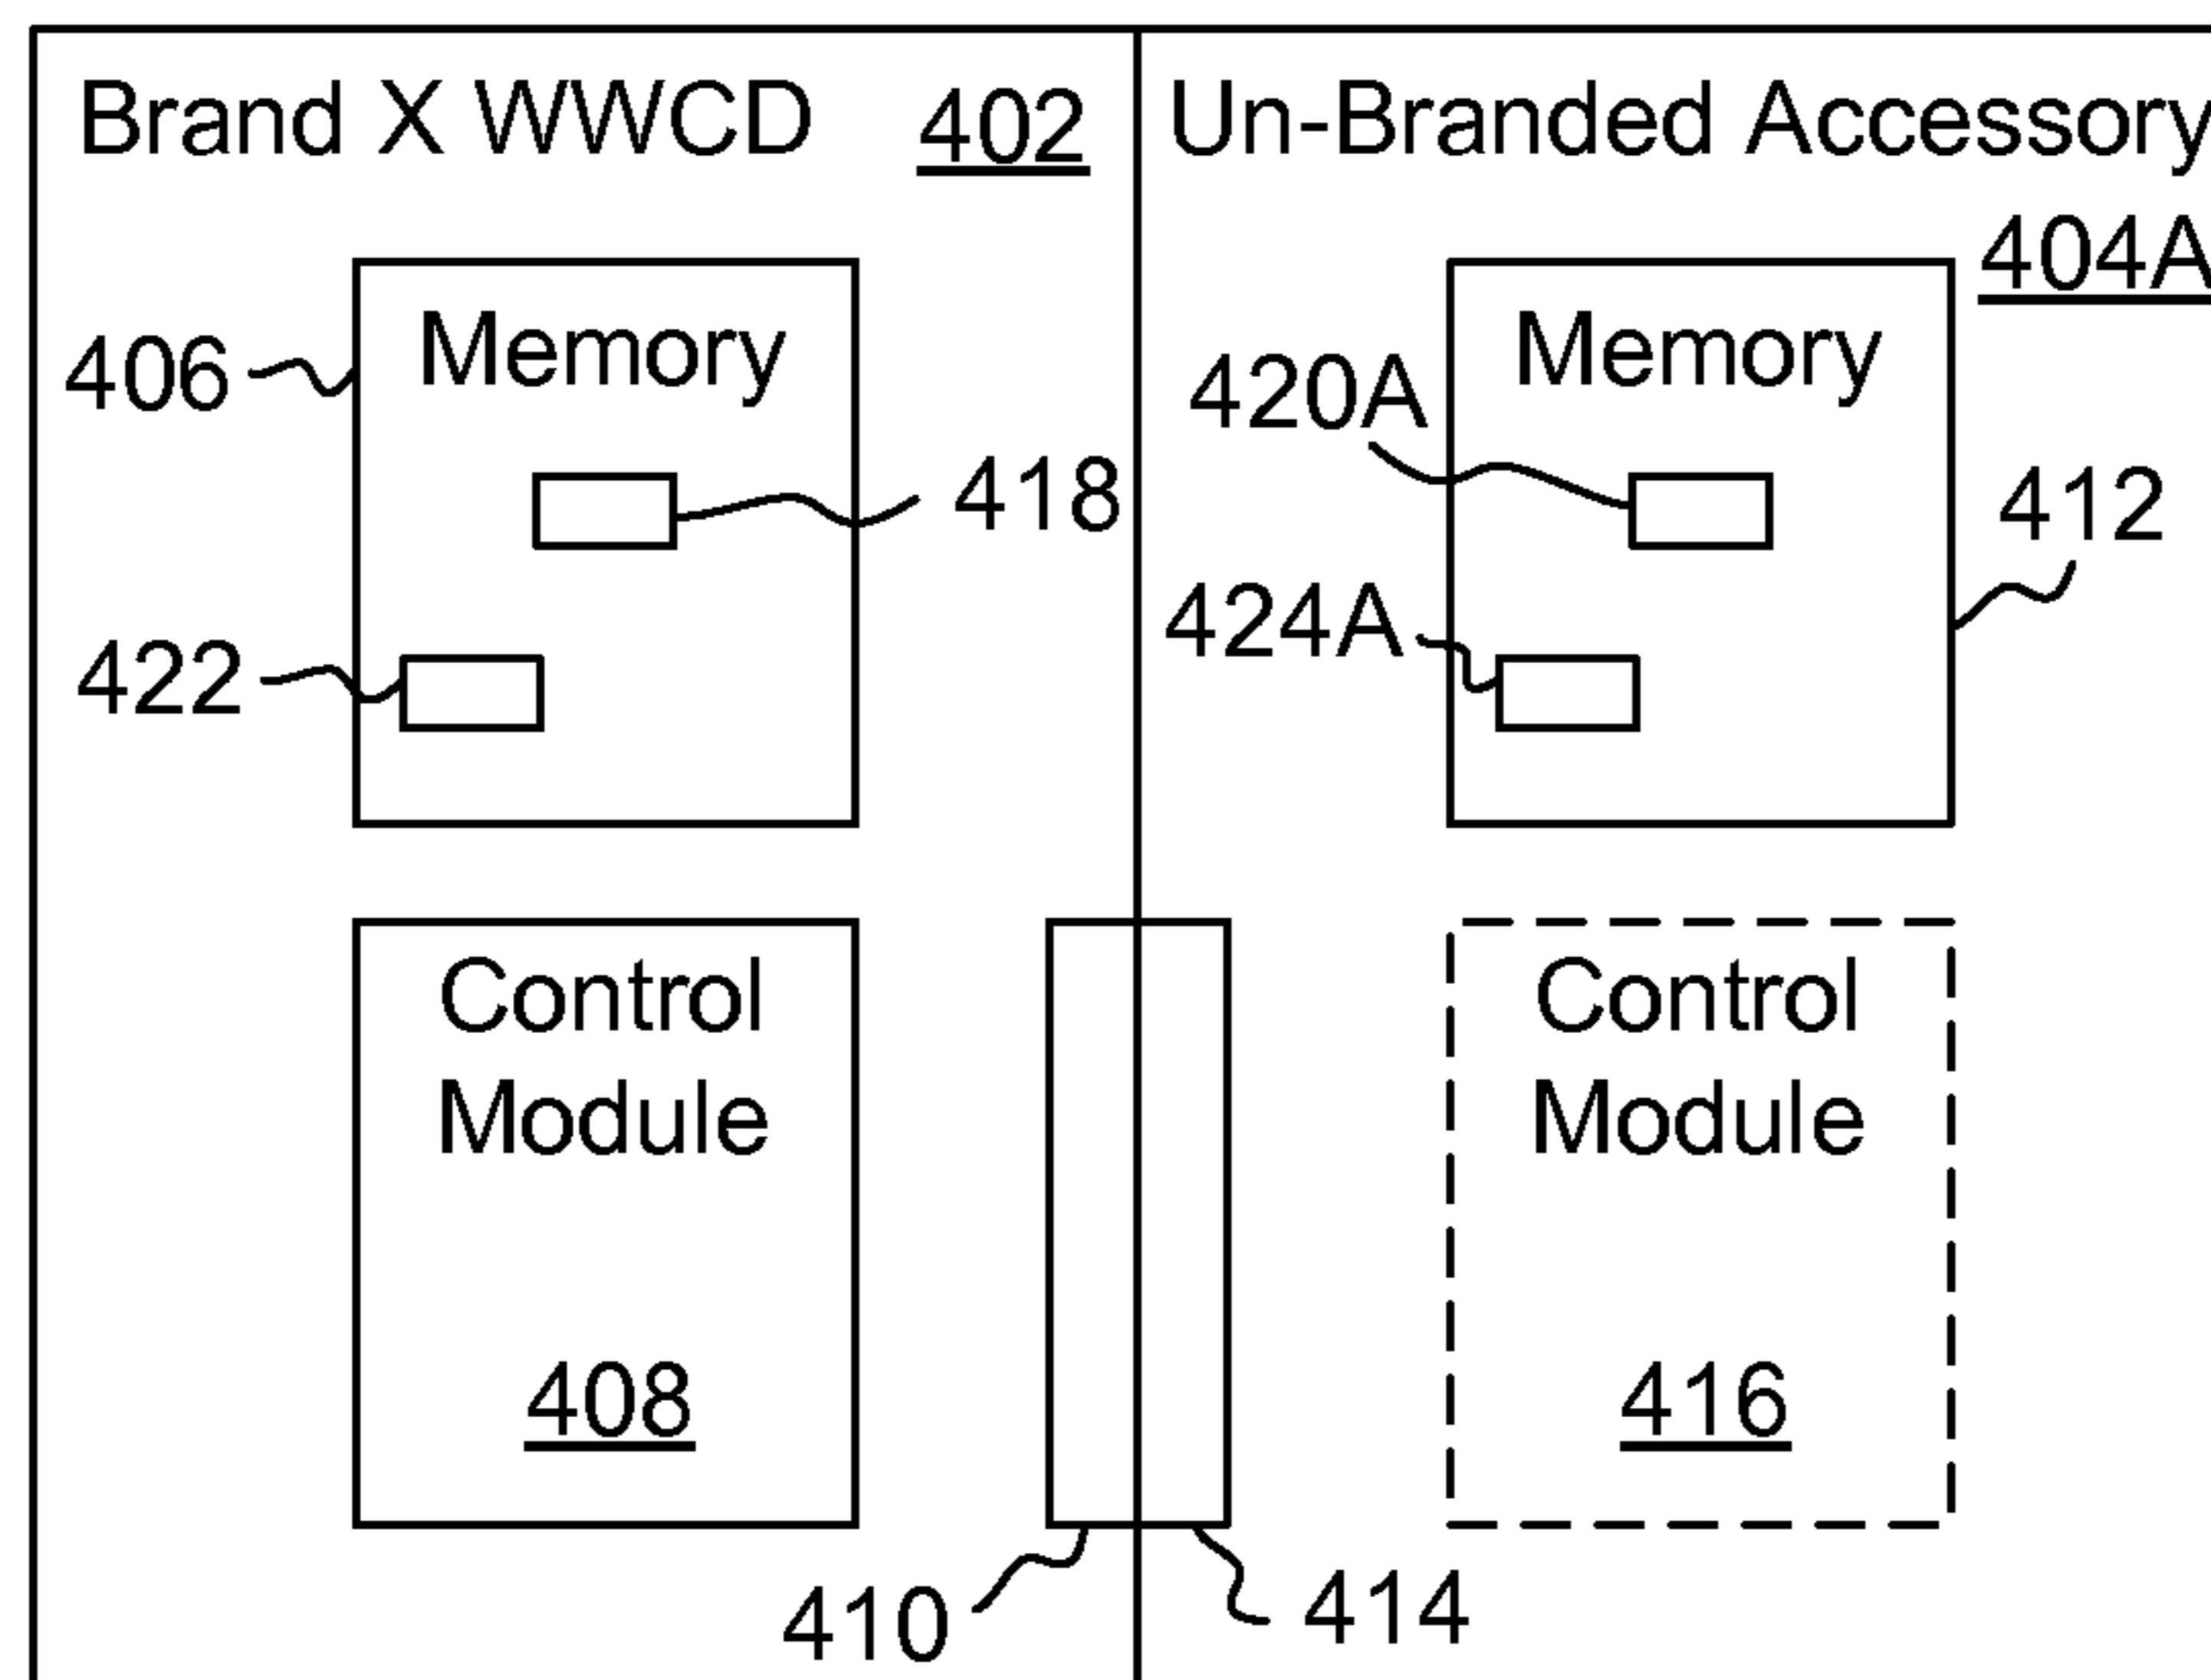 Brand X WWCD 402
Un-Branded Accessory
404A
406
Memory
418
422
Control
Module
408
410
420A
Memory
412
424A
Control
Module
416
414